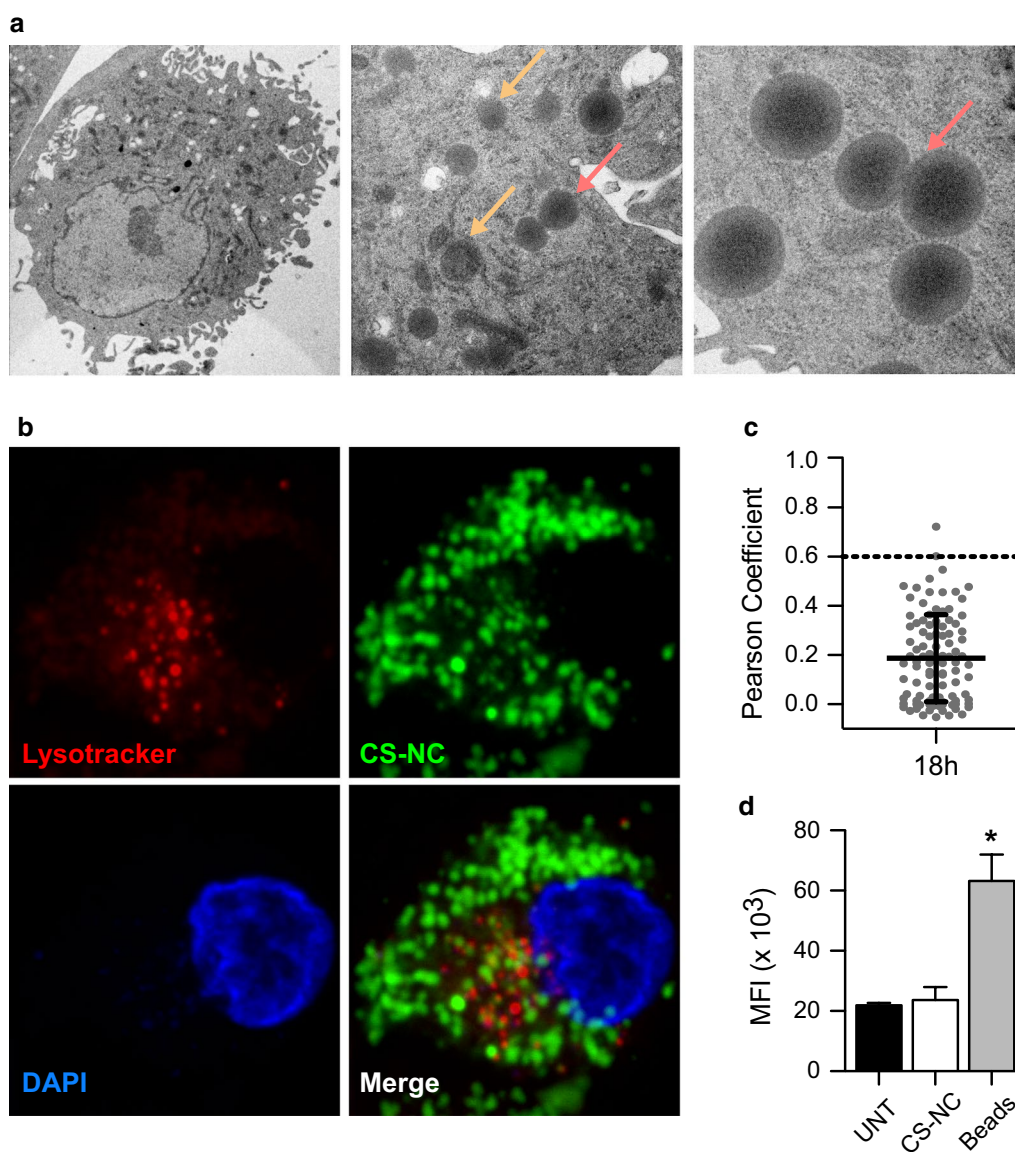 a
b
Lysotracker
CS-NC
DAPI
Merge
c
Pearson Coefficient
1.0
0.8
0.6
0.4
0.2
0.0
18h
d
MFI (x 10³)
80
60
40
20
0
*
UNT
CS-NC
Beads